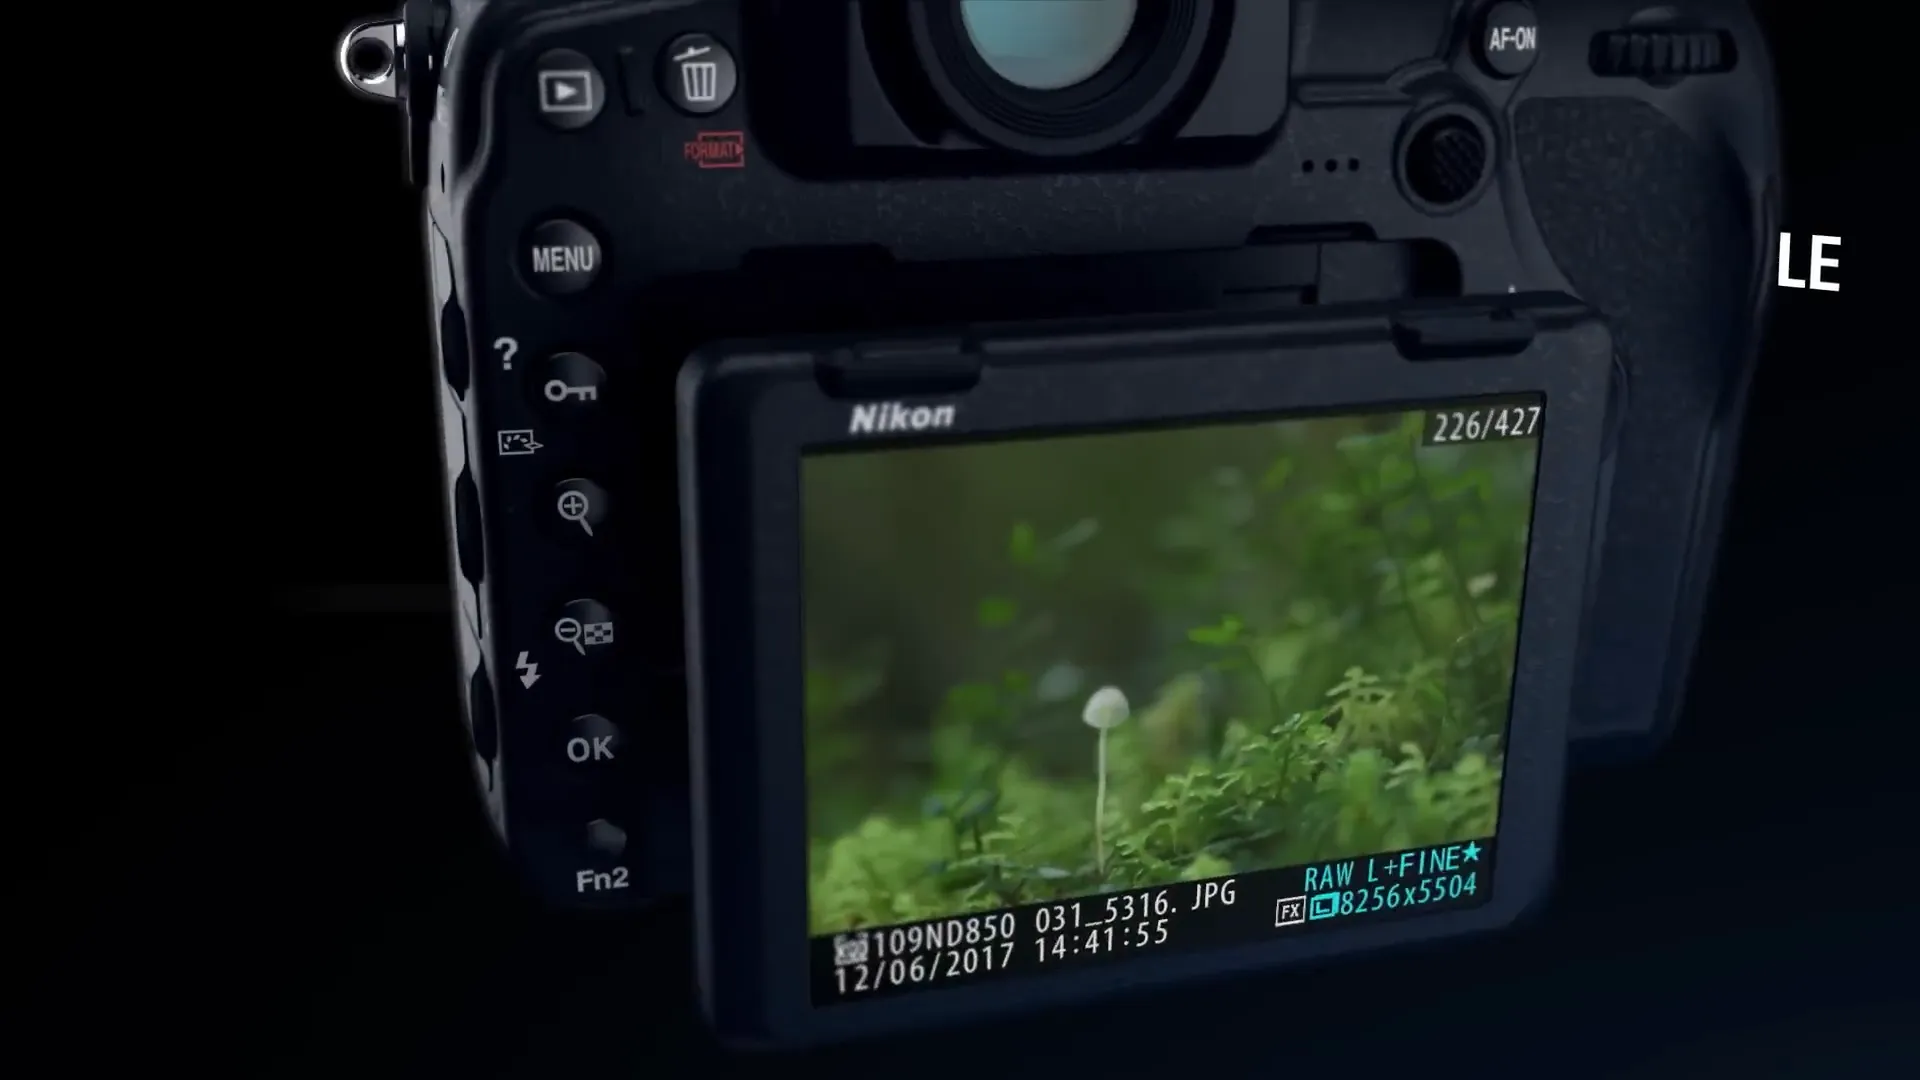 AF-ON
FORMAT
LE
MENU
?
Nikon
226/427
OK
RAW L+FINE★
FX L 8256x5504
109ND850 031_5316. JPG
12/06/2017 14:41:55
Fn2